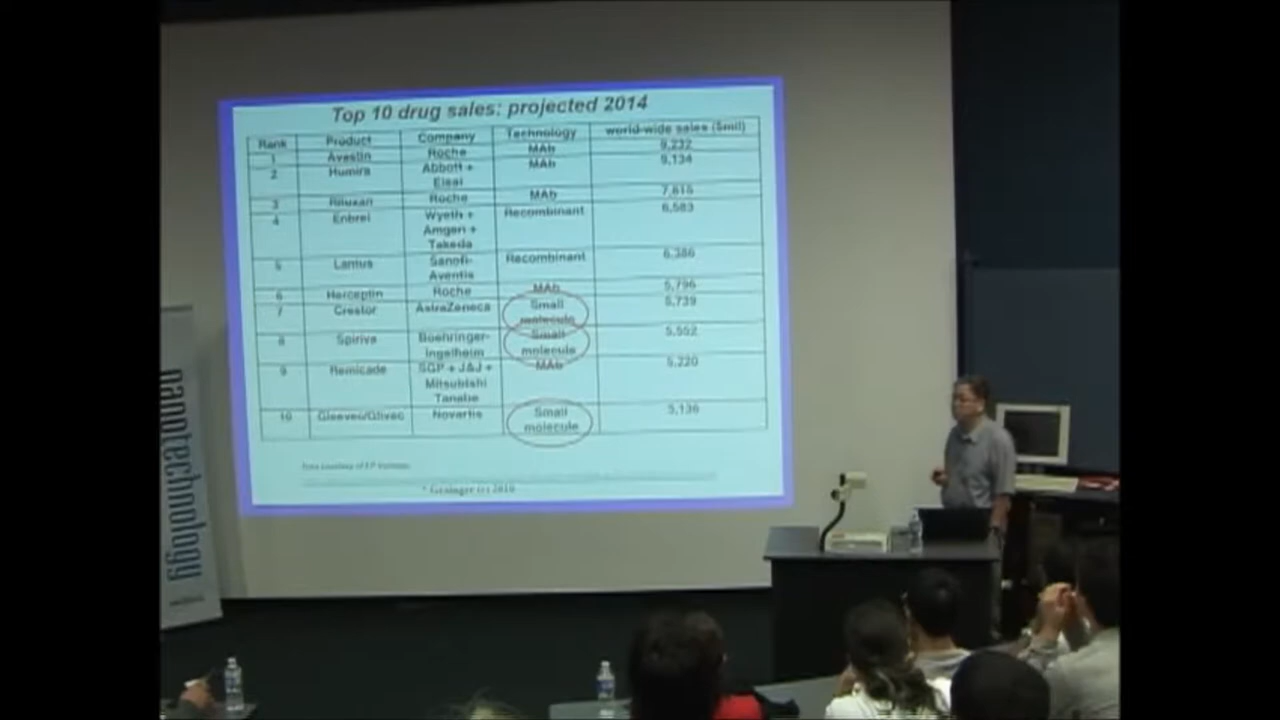 Top 10 drug sales: projected 2014
Rank Product Company Technology world-wide sales ($mil)
1 Avastin Roche MAb 9,232
2 Humira Abbott + MAb 9,134
Eisai
3 Rituxan Roche MAb 7,815
4 Enbrel Wyeth + Recombinant 6,583
Amgen +
Takeda
5 Lantus Sanofi- Recombinant 6,386
Aventis
6 Herceptin Roche MAb 5,796
7 Crestor AstraZeneca Small 5,739
molecule
8 Spiriva Boehringer- Small 5,552
Ingelheim molecule
9 Remicade SGP + J&J + MAb 5,220
Mitsubishi
Tanabe
10 Gleevec/Glivec Novartis Small 5,136
molecule
* Grainger (c) 2010
nanotechnology